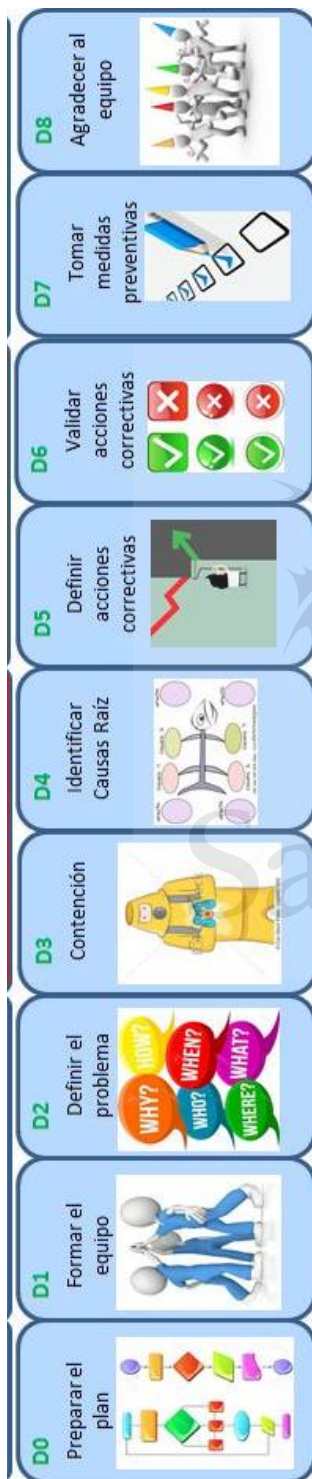 D0
Preparar el
plan
D1
Formar el
equipo
D2
Definir el
problema
WHY?
HOW?
WHO?
WHEN?
WHERE?
WHAT?
D3
Contención
D4
Identificar
Causas Raíz
D5
Definir
acciones
correctivas
D6
Validar
acciones
correctivas
D7
Tomar
medidas
preventivas
D8
Agradecer al
equipo